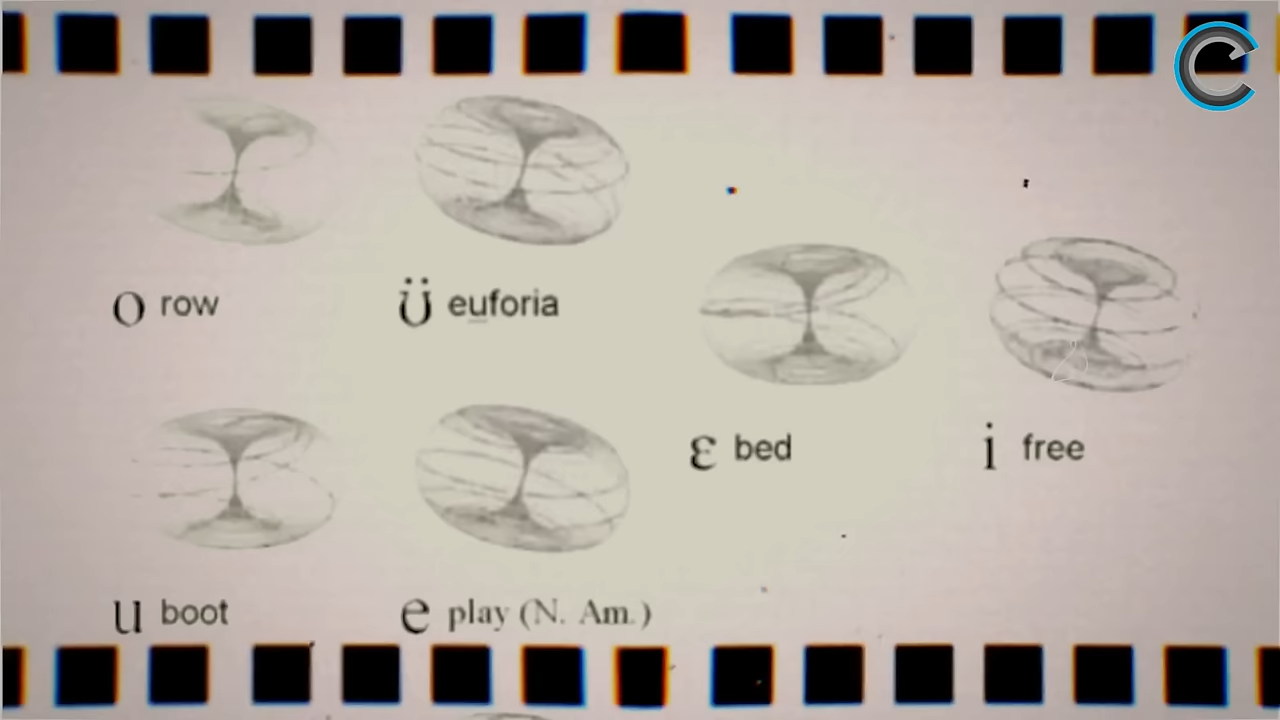 o row
Ü euforia
ɛ bed
i free
u boot
e play (N. Am.)